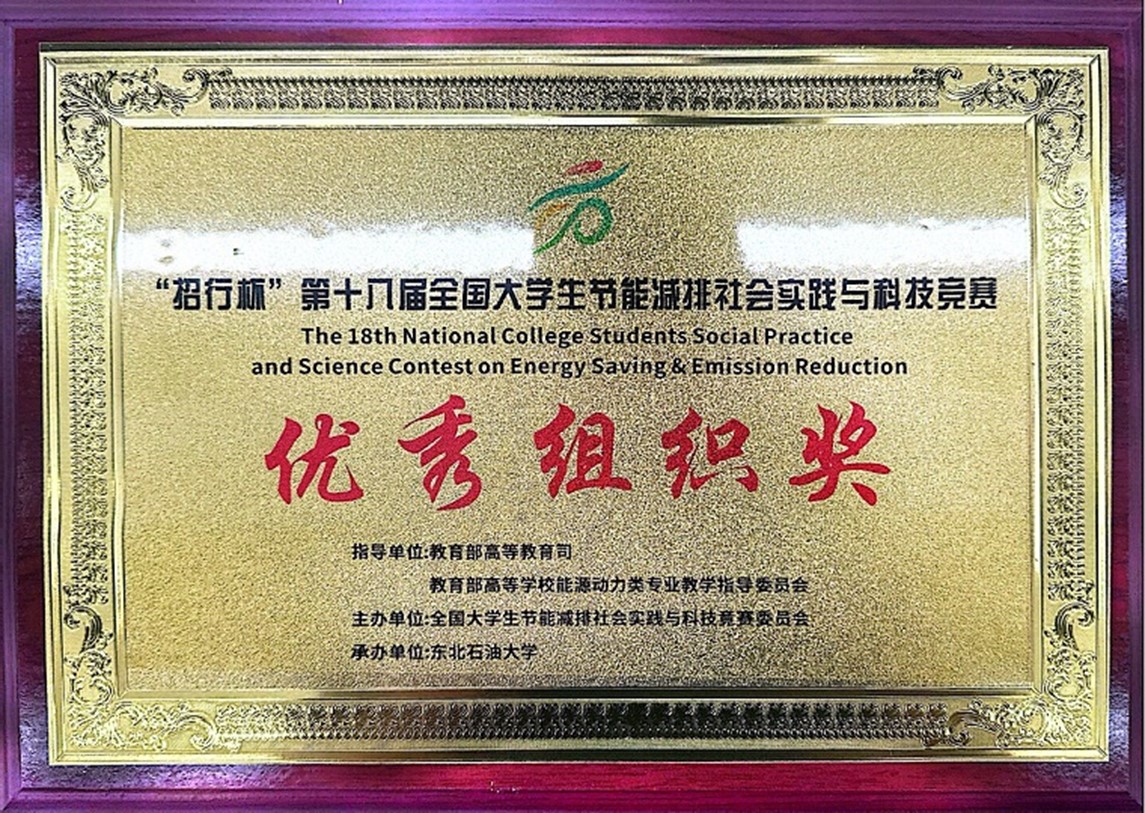 “招行杯”第十八届全国大学生节能减排社会实践与科技竞赛
The 18th National College Students Social Practice
and Science Contest on Energy Saving & Emission Reduction
优秀组织奖
指导单位:教育部高等教育司
教育部高等学校能源动力类专业教学指导委员会
主办单位:全国大学生节能减排社会实践与科技竞赛委员会
承办单位:东北石油大学